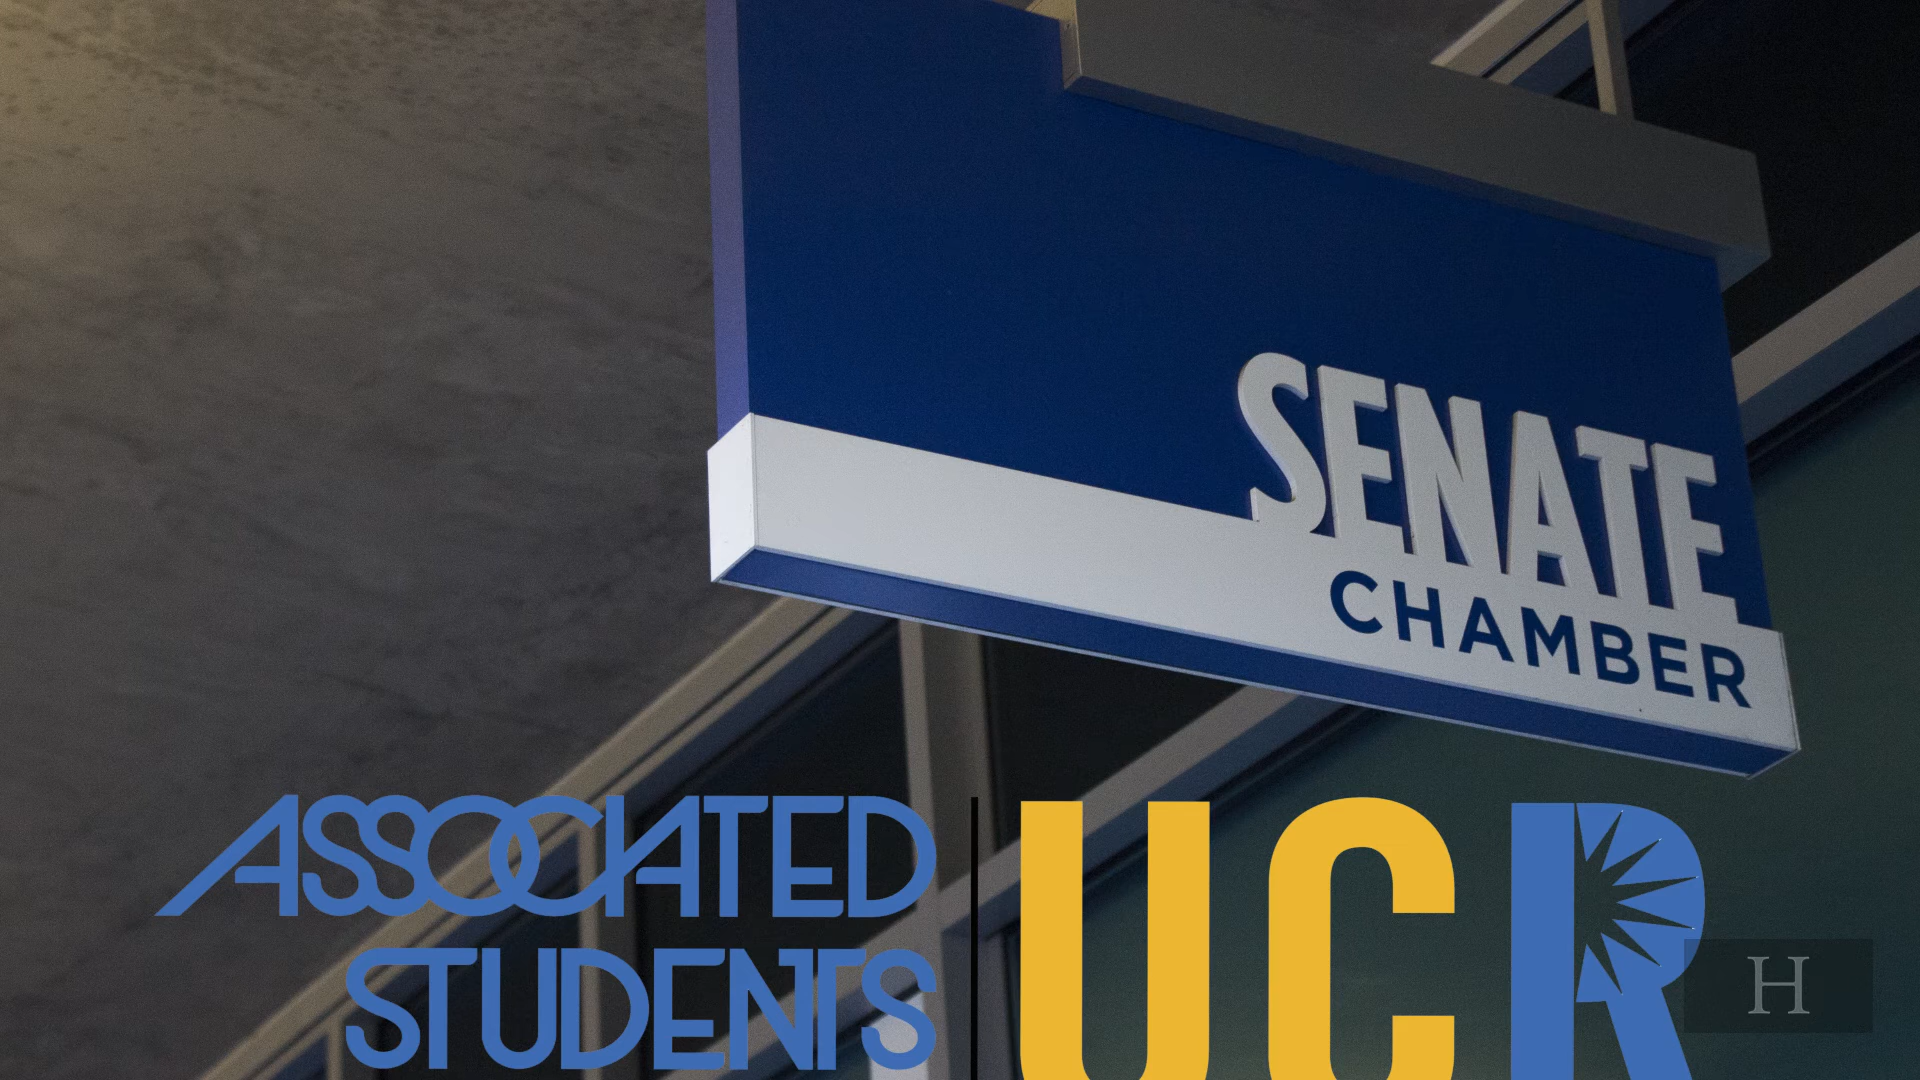 SENATE
CHAMBER
ASSOCIATED
STUDENTS
UCR
H